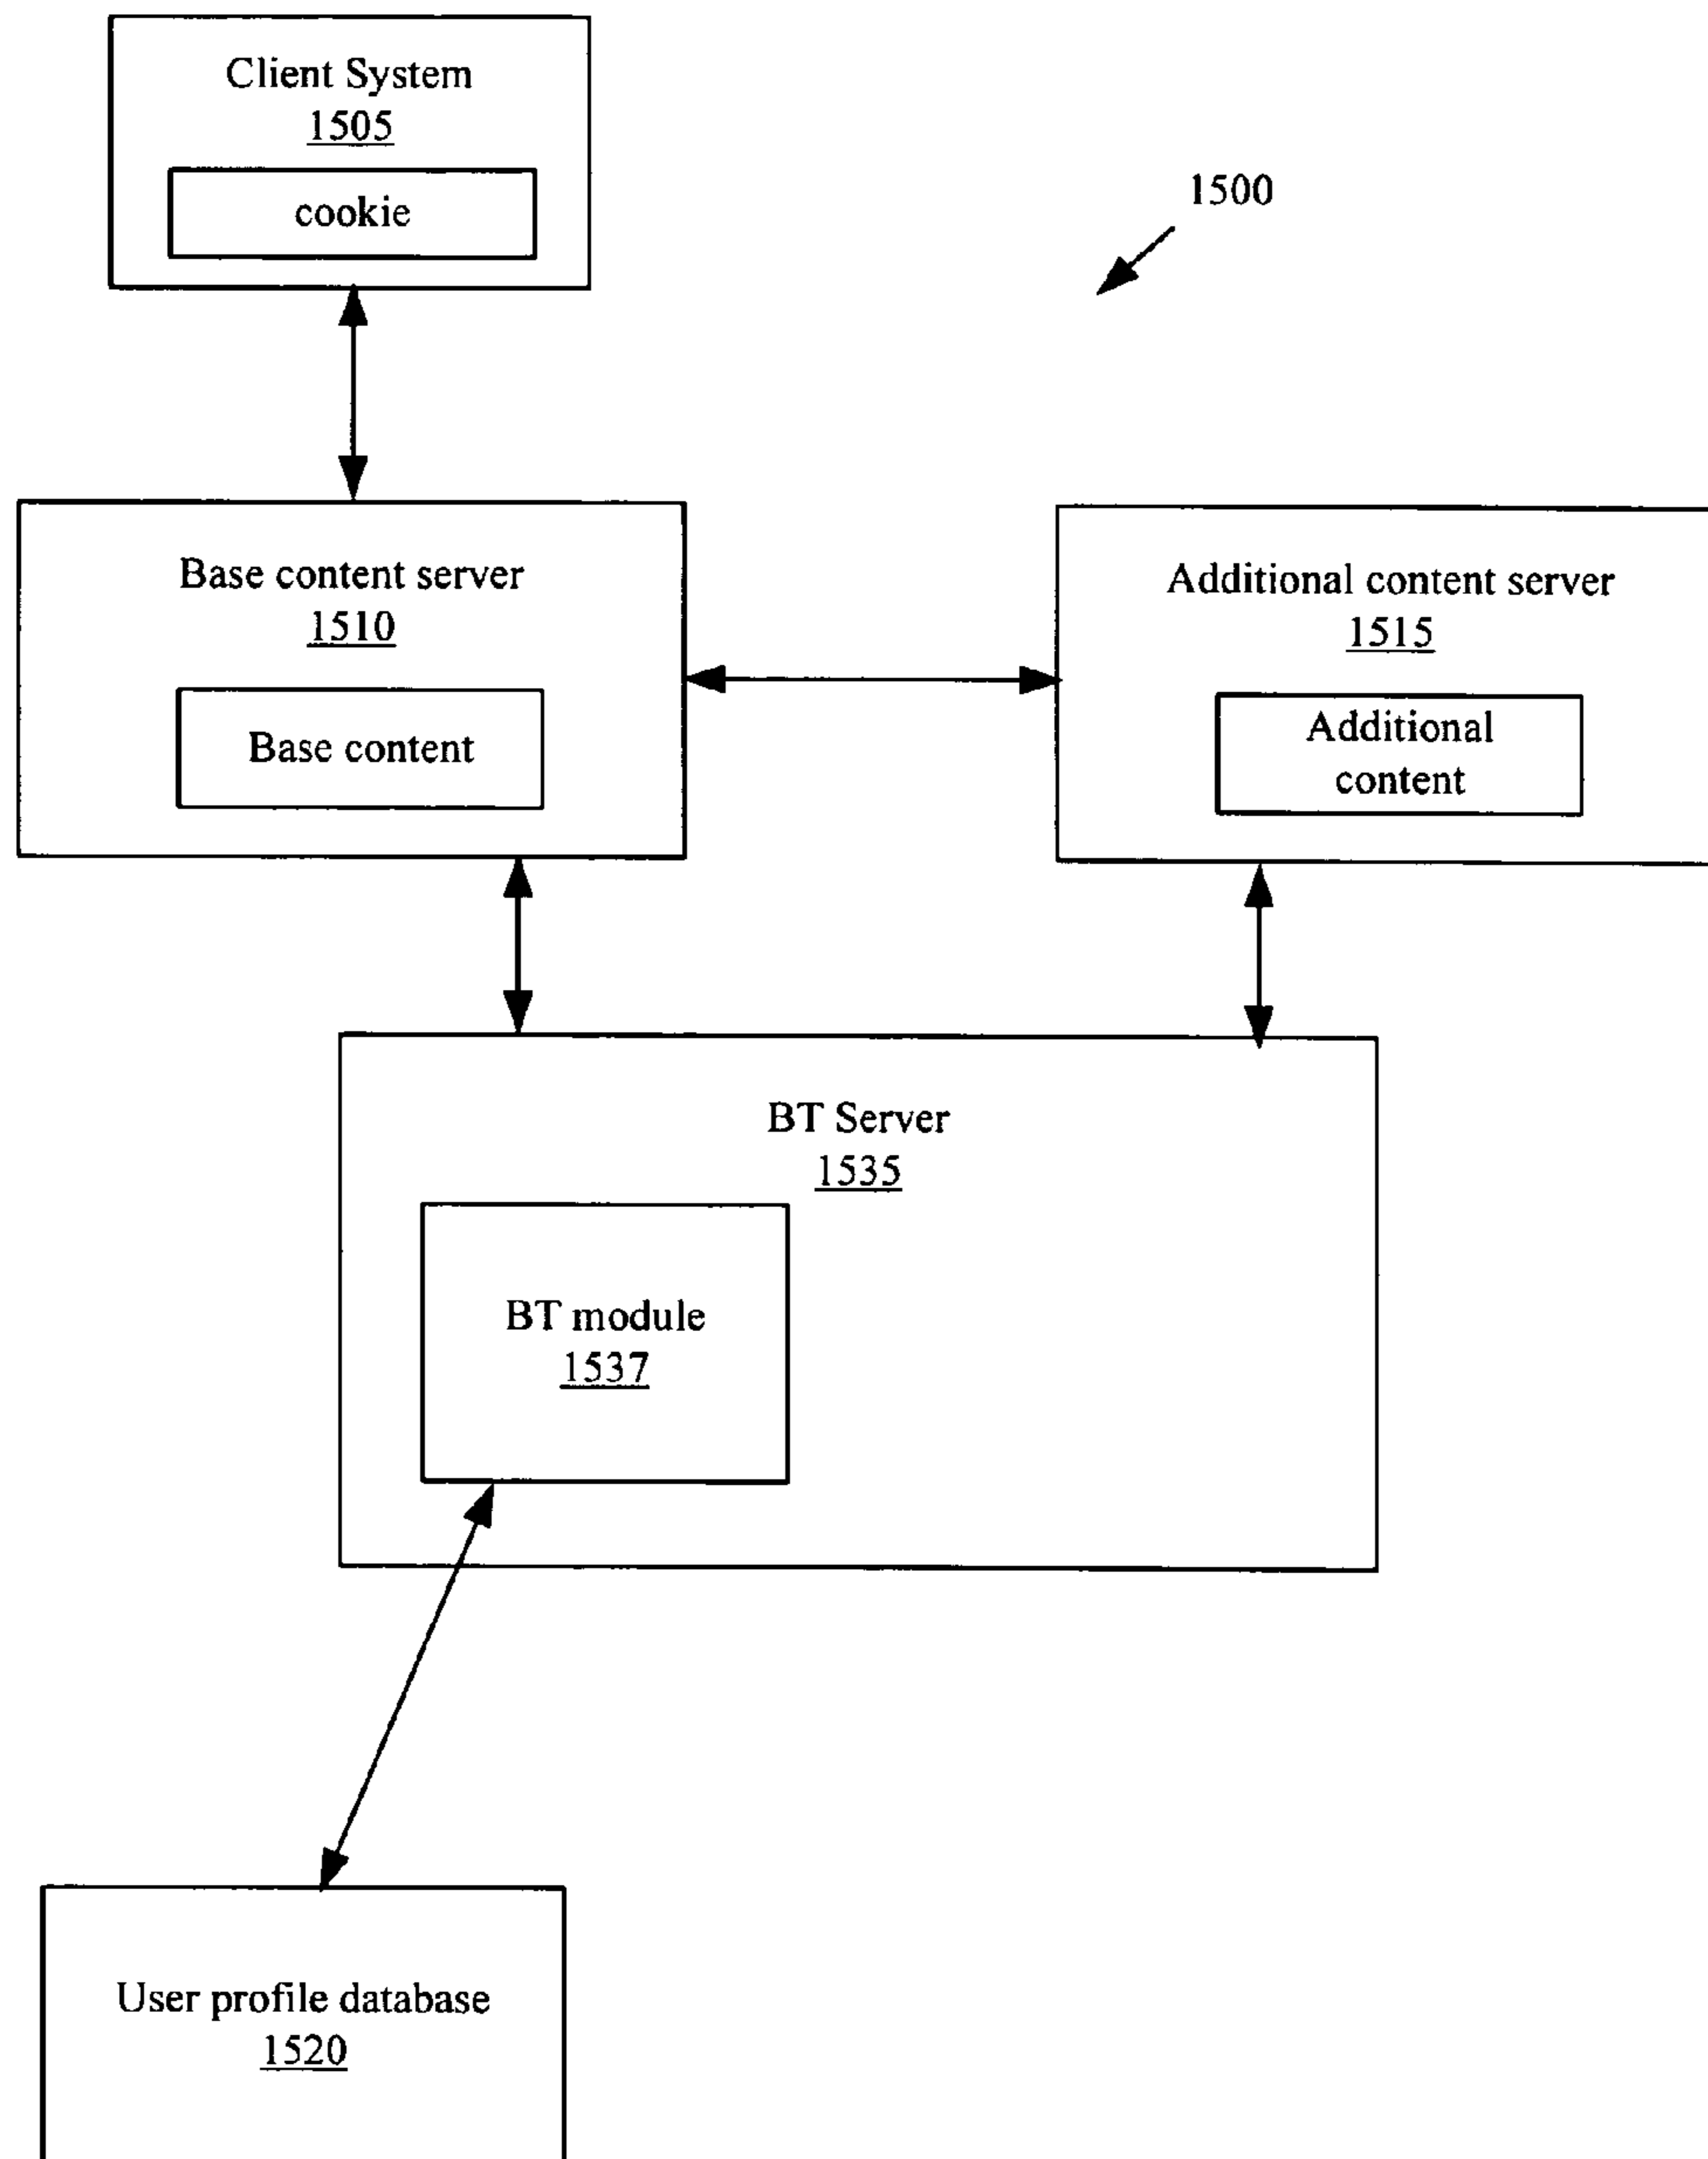 Client System
1505
cookie
1500
Base content server
1510
Base content
Additional content server
1515
Additional
content
BT Server
1535
BT module
1537
User profile database
1520